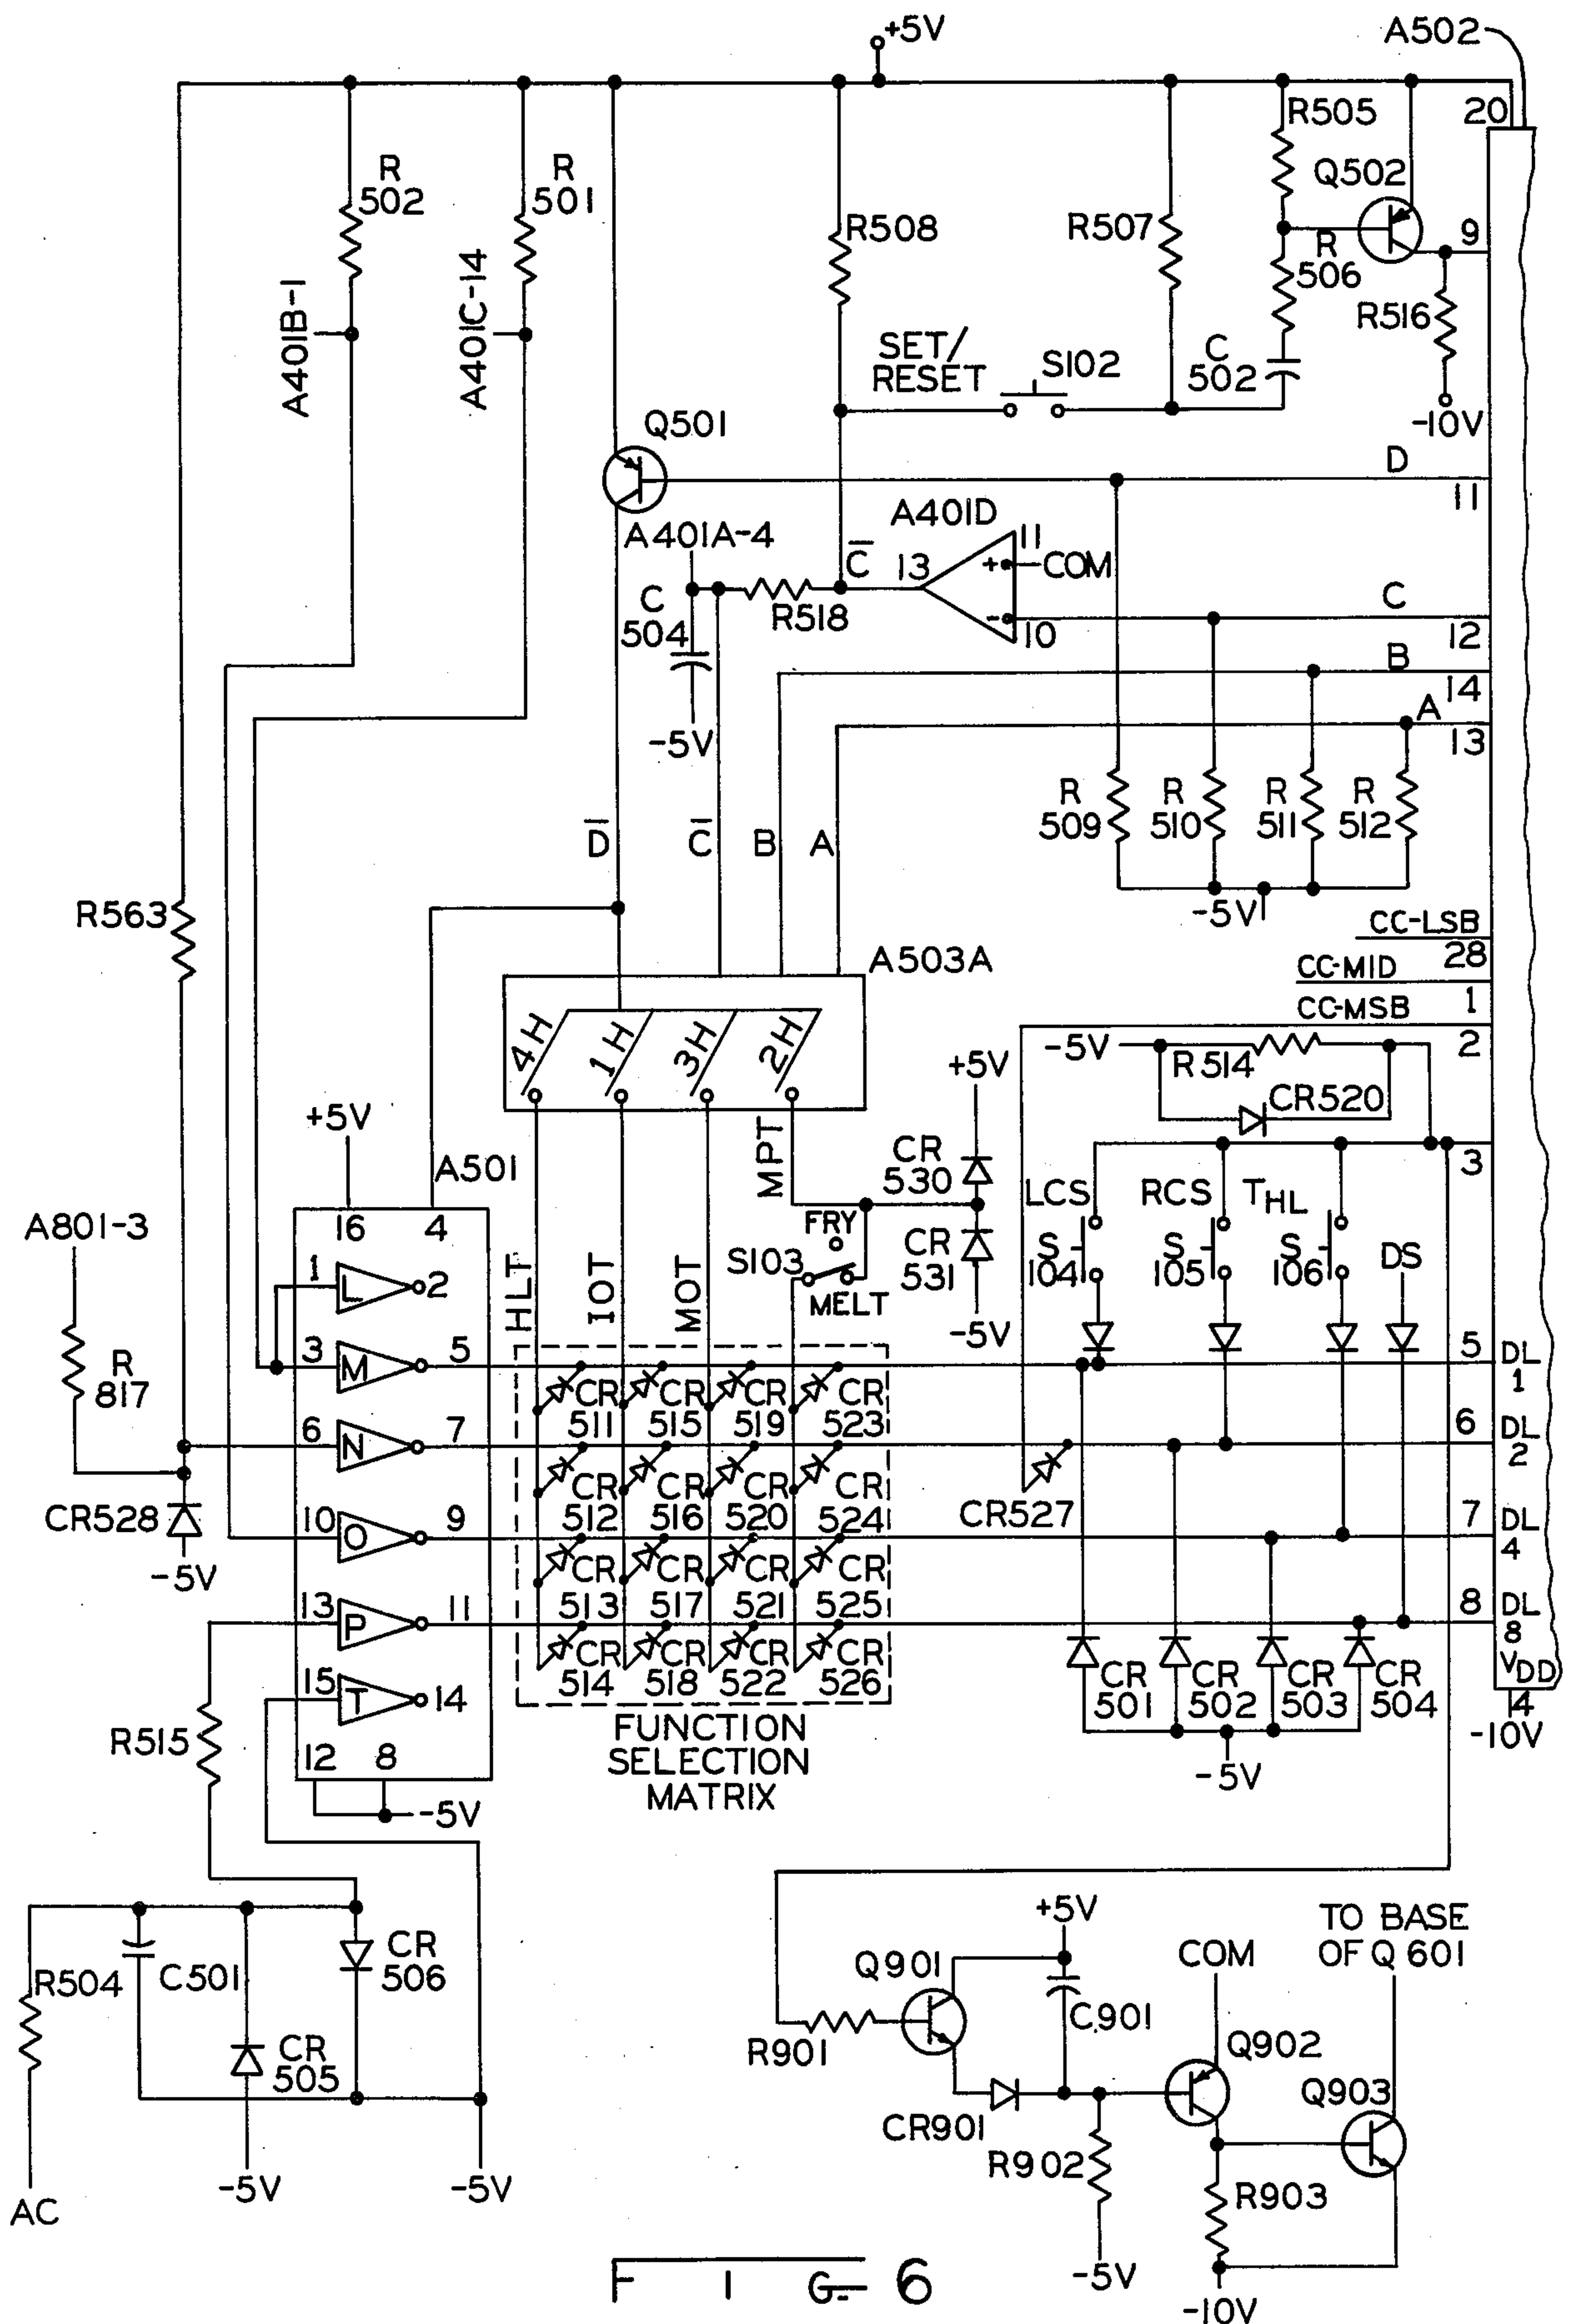 +5V
A502
20
R505
Q502
R
502
R
501
R508
R507
9
R
506
R516
A401B-1
A401C-14
SET/
RESET
S102
C
502
-10V
Q501
D
11
A401D
A401A-4
C̅
13
11
+
COM
C
504
R518
-
10
C
12
B
14
-5V
A
13
R
509
R
510
R
511
R
512
D̅
C̅
B
A
-5V
R563
CC-LSB
28
A503A
CC-MID
1
CC-MSB
2
4H
1H
3H
2H
-5V
R514
+5V
CR520
+5V
MPT
CR
530
3
A501
LCS
RCS
THL
A801-3
16
4
FRY
CR
531
S
104
S
105
S
106
DS
1
L
2
HLT
IOT
MOT
S103
MELT
-5V
R
817
3
M
5
5
DL
1
CR
511
CR
515
CR
519
CR
523
6
N
7
6
DL
2
CR528
CR
512
CR
516
CR
520
CR
524
CR527
10
O
9
7
DL
4
-5V
CR
513
CR
517
CR
521
CR
525
13
P
11
8
DL
8
CR
514
CR
518
CR
522
CR
526
CR
501
CR
502
CR
503
CR
504
VDD
15
T
14
4
-10V
R515
FUNCTION
SELECTION
MATRIX
12
8
-5V
-5V
+5V
TO BASE
OF Q 601
R504
C501
CR
506
Q901
COM
C.901
R901
Q902
CR
505
Q903
CR901
R902
R903
AC
-5V
-5V
-5V
-10V
FIG- 6